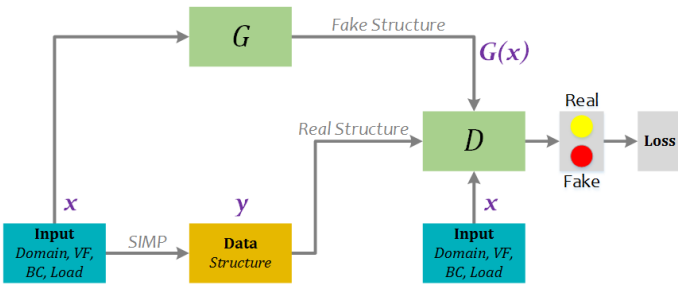 G
Fake Structure
G(x)
Real Structure
D
Real
Fake
Loss
x
y
x
Input
Domain, VF,
BC, Load
SIMP
Data
Structure
Input
Domain, VF,
BC, Load